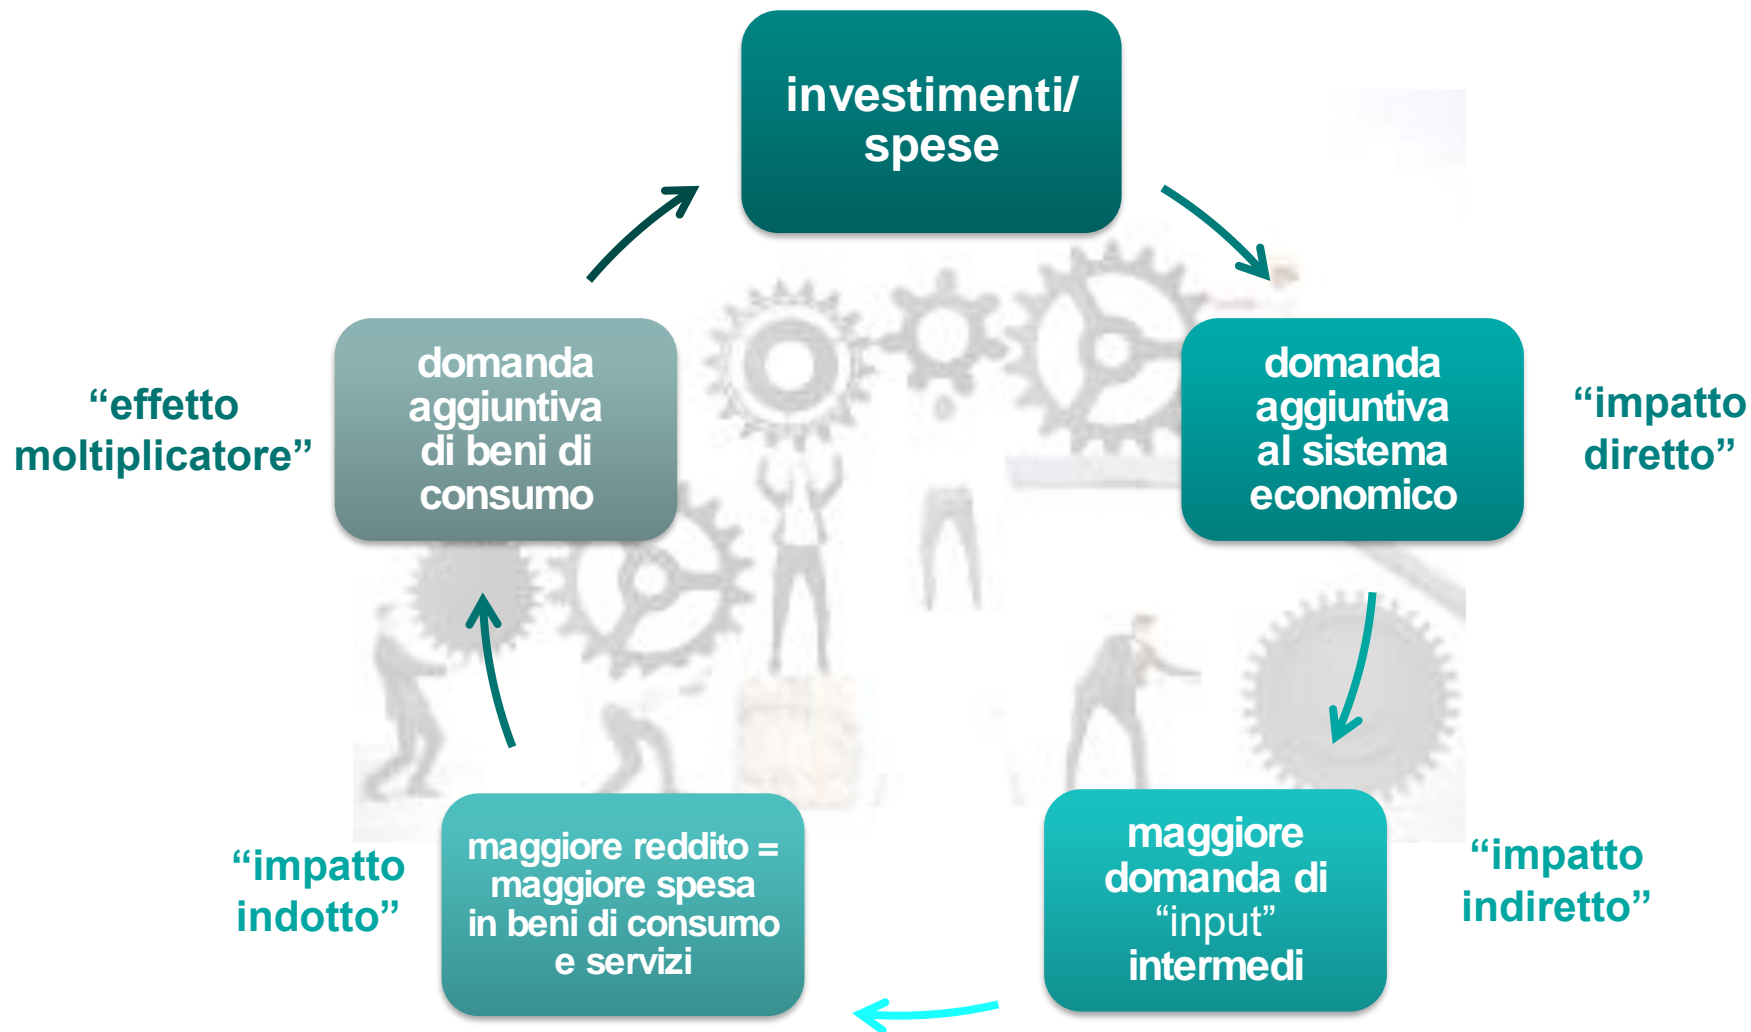 investimenti/
spese
domanda
aggiuntiva
al sistema
economico
“impatto
diretto”
maggiore
domanda di
“input”
intermedi
“impatto
indiretto”
maggiore reddito =
maggiore spesa
in beni di consumo
e servizi
“impatto
indotto”
domanda
aggiuntiva
di beni di
consumo
“effetto
moltiplicatore”